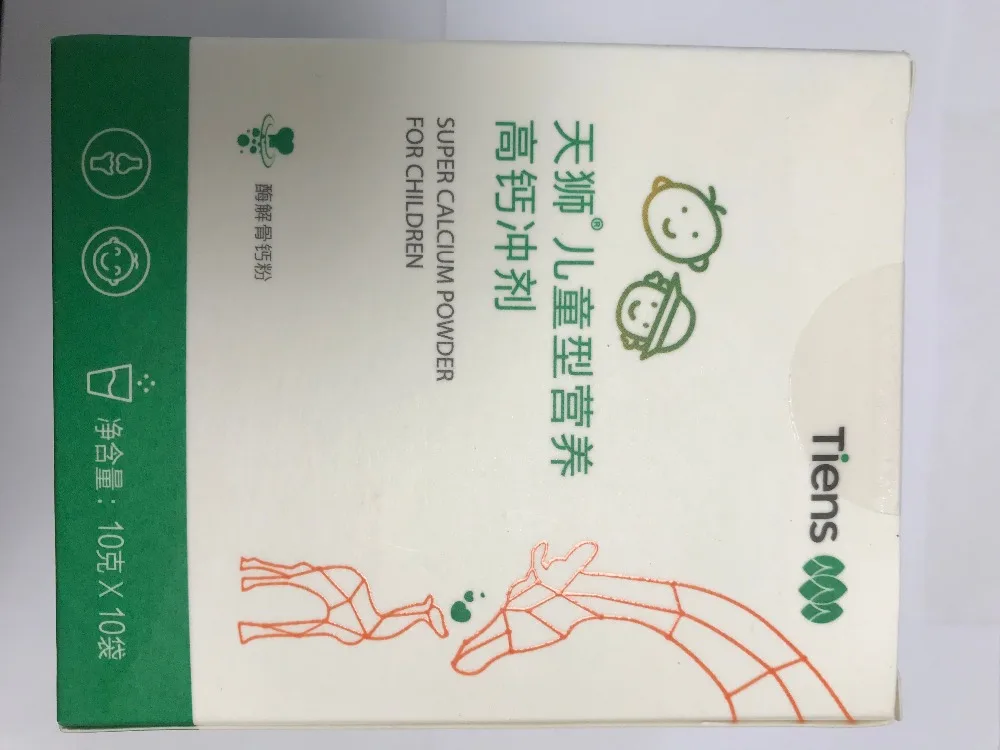 Tiens
天狮® 儿童型营养
高钙冲剂
SUPER CALCIUM POWDER
FOR CHILDREN
酶解骨钙粉
净含量：10克 X 10袋